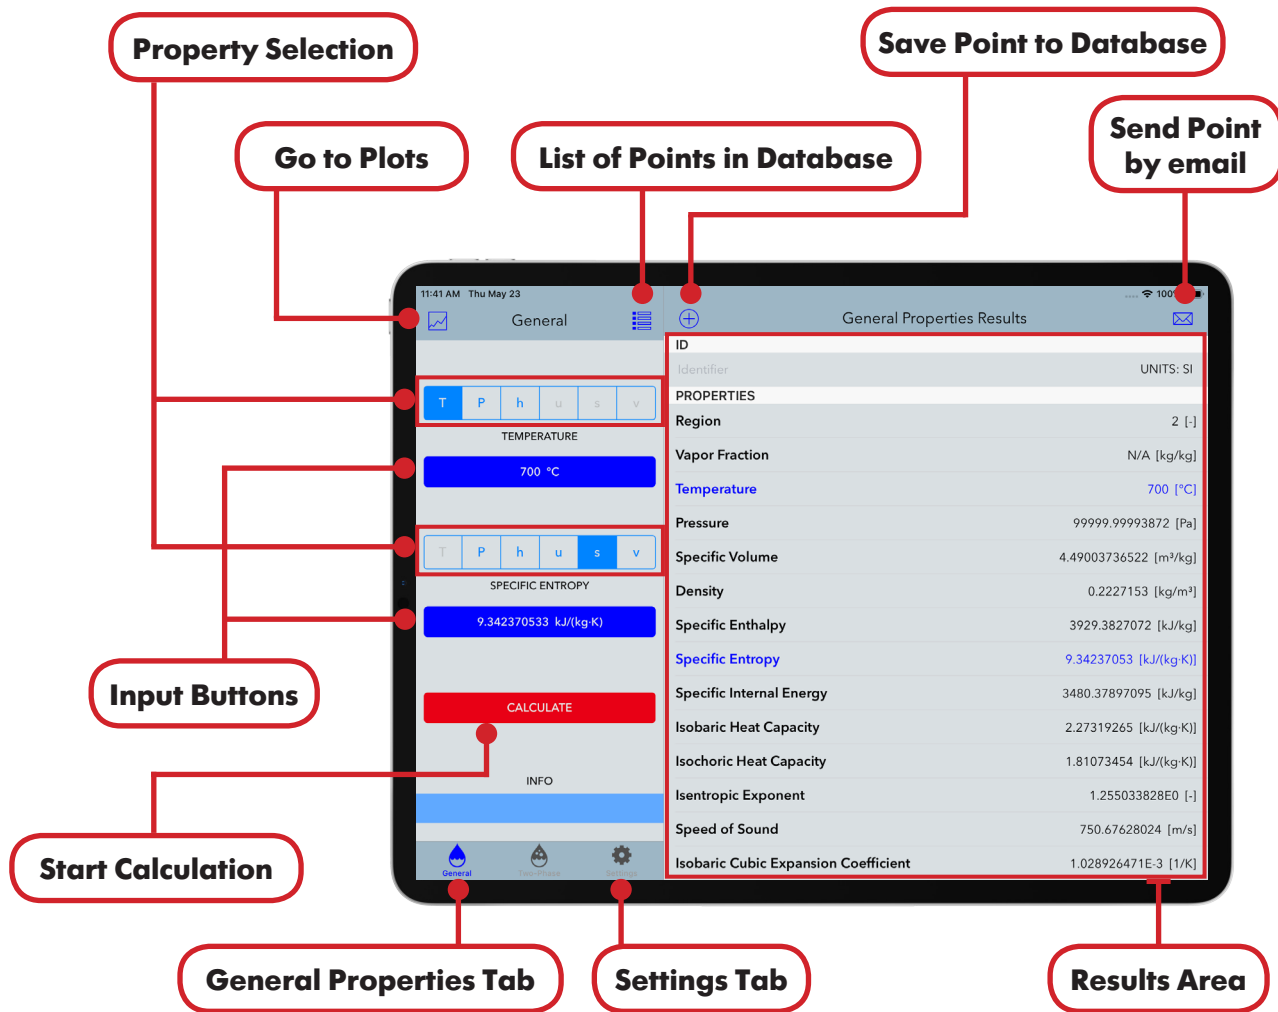 Property Selection
Save Point to Database
Go to Plots
List of Points in Database
Send Point
by email
11:41 AM Thu May 23
100%
General
General Properties Results
ID
Identifier
UNITS: SI
T P h u s v
TEMPERATURE
700 °C
T P h u s v
SPECIFIC ENTROPY
9.342370533 kJ/(kg·K)
CALCULATE
INFO
General
Two-Phase
Settings
PROPERTIES
Region 2 [-]
Vapor Fraction N/A [kg/kg]
Temperature 700 [°C]
Pressure 99999.99993872 [Pa]
Specific Volume 4.49003736522 [m³/kg]
Density 0.2227153 [kg/m³]
Specific Enthalpy 3929.3827072 [kJ/kg]
Specific Entropy 9.34237053 [kJ/(kg·K)]
Specific Internal Energy 3480.37897095 [kJ/kg]
Isobaric Heat Capacity 2.27319265 [kJ/(kg·K)]
Isochoric Heat Capacity 1.81073454 [kJ/(kg·K)]
Isentropic Exponent 1.255033828E0 [-]
Speed of Sound 750.67628024 [m/s]
Isobaric Cubic Expansion Coefficient 1.028926471E-3 [1/K]
Input Buttons
Start Calculation
General Properties Tab
Settings Tab
Results Area